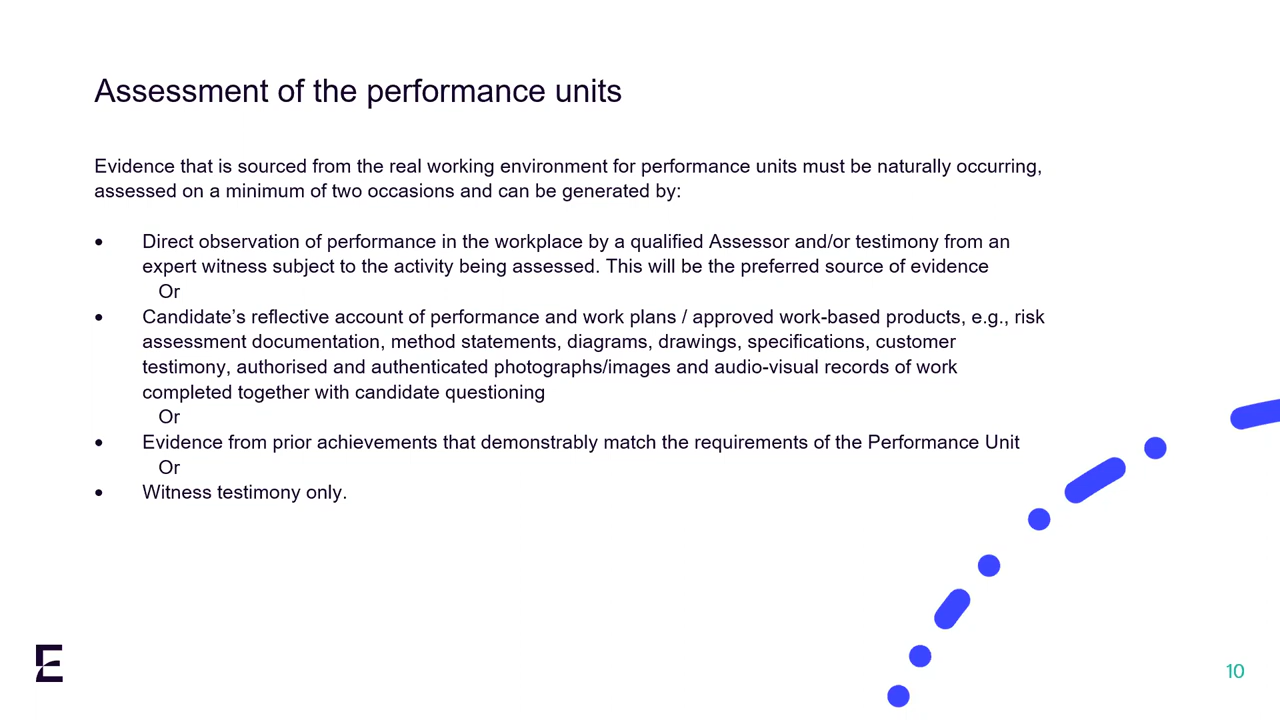 Assessment of the performance units
Evidence that is sourced from the real working environment for performance units must be naturally occurring,
assessed on a minimum of two occasions and can be generated by:
• Direct observation of performance in the workplace by a qualified Assessor and/or testimony from an
expert witness subject to the activity being assessed. This will be the preferred source of evidence
Or
• Candidate’s reflective account of performance and work plans / approved work-based products, e.g., risk
assessment documentation, method statements, diagrams, drawings, specifications, customer
testimony, authorised and authenticated photographs/images and audio-visual records of work
completed together with candidate questioning
Or
• Evidence from prior achievements that demonstrably match the requirements of the Performance Unit
Or
• Witness testimony only.
E
10